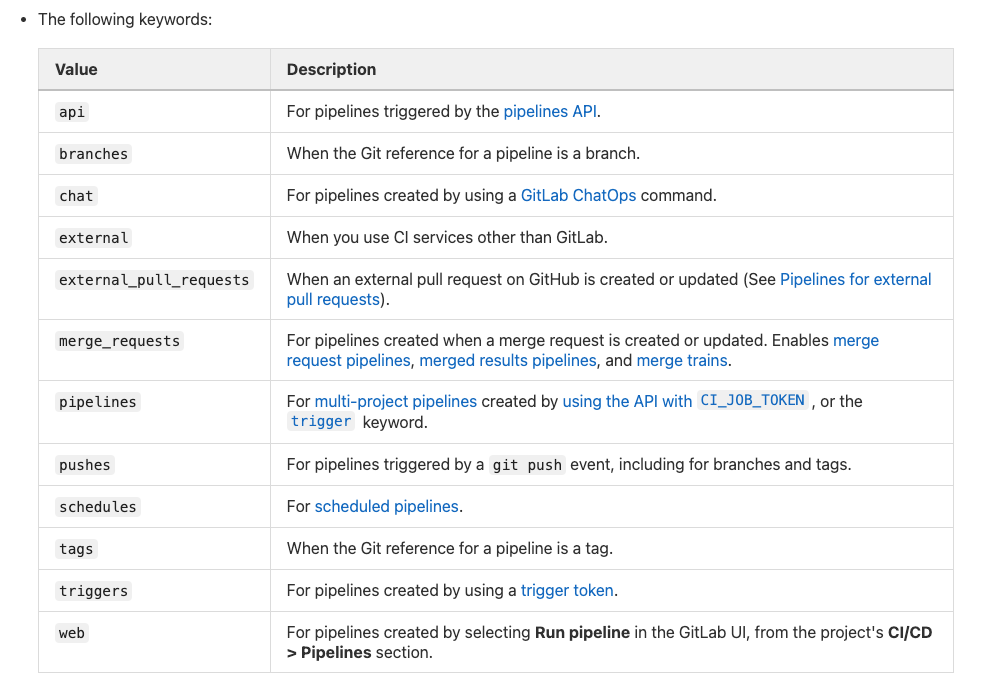 • The following keywords:
Value Description
api For pipelines triggered by the pipelines API.
branches When the Git reference for a pipeline is a branch.
chat For pipelines created by using a GitLab ChatOps command.
external When you use CI services other than GitLab.
external_pull_requests When an external pull request on GitHub is created or updated (See Pipelines for external
pull requests).
merge_requests For pipelines created when a merge request is created or updated. Enables merge
request pipelines, merged results pipelines, and merge trains.
pipelines For multi-project pipelines created by using the API with CI_JOB_TOKEN , or the
trigger keyword.
pushes For pipelines triggered by a git push event, including for branches and tags.
schedules For scheduled pipelines.
tags When the Git reference for a pipeline is a tag.
triggers For pipelines created by using a trigger token.
web For pipelines created by selecting Run pipeline in the GitLab UI, from the project's CI/CD
> Pipelines section.